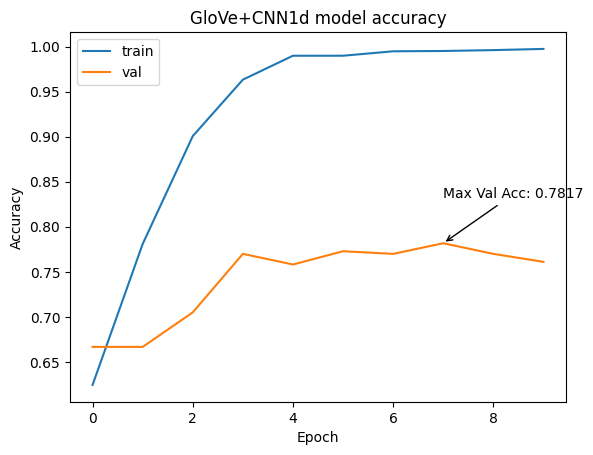 GloVe+CNN1d model accuracy
train
val
1.00
0.95
0.90
0.85
0.80
0.75
0.70
0.65
Accuracy
Max Val Acc: 0.7817
0 2 4 6 8
Epoch